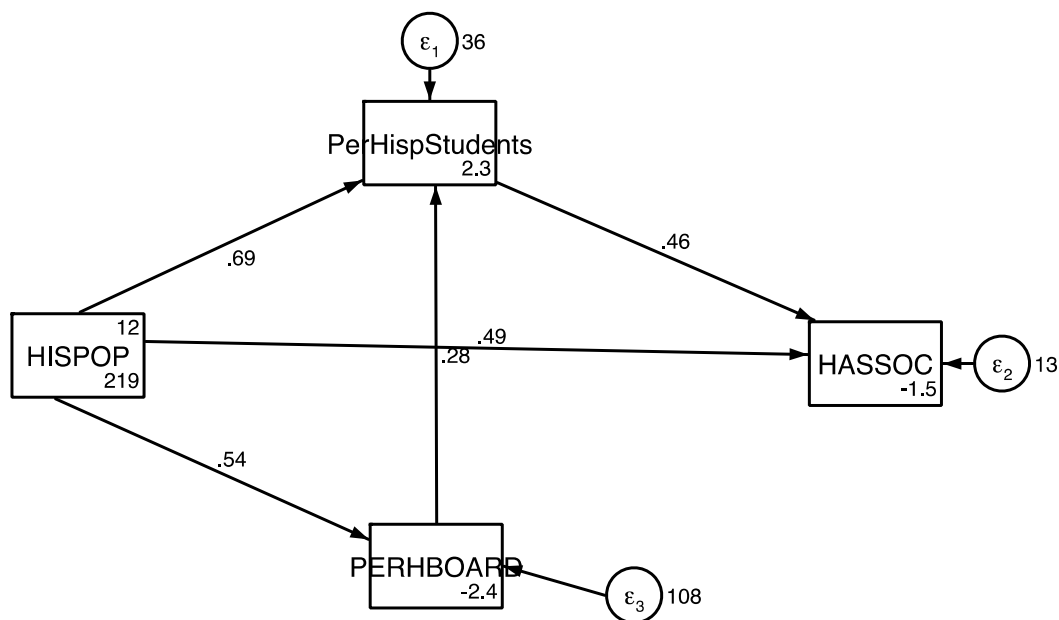 ε1
36
PerHispStudents
2.3
.69
.46
12
HISPOP
219
.49
.28
HASSOC
-1.5
ε2
13
.54
PERHBOARD
-2.4
ε3
108